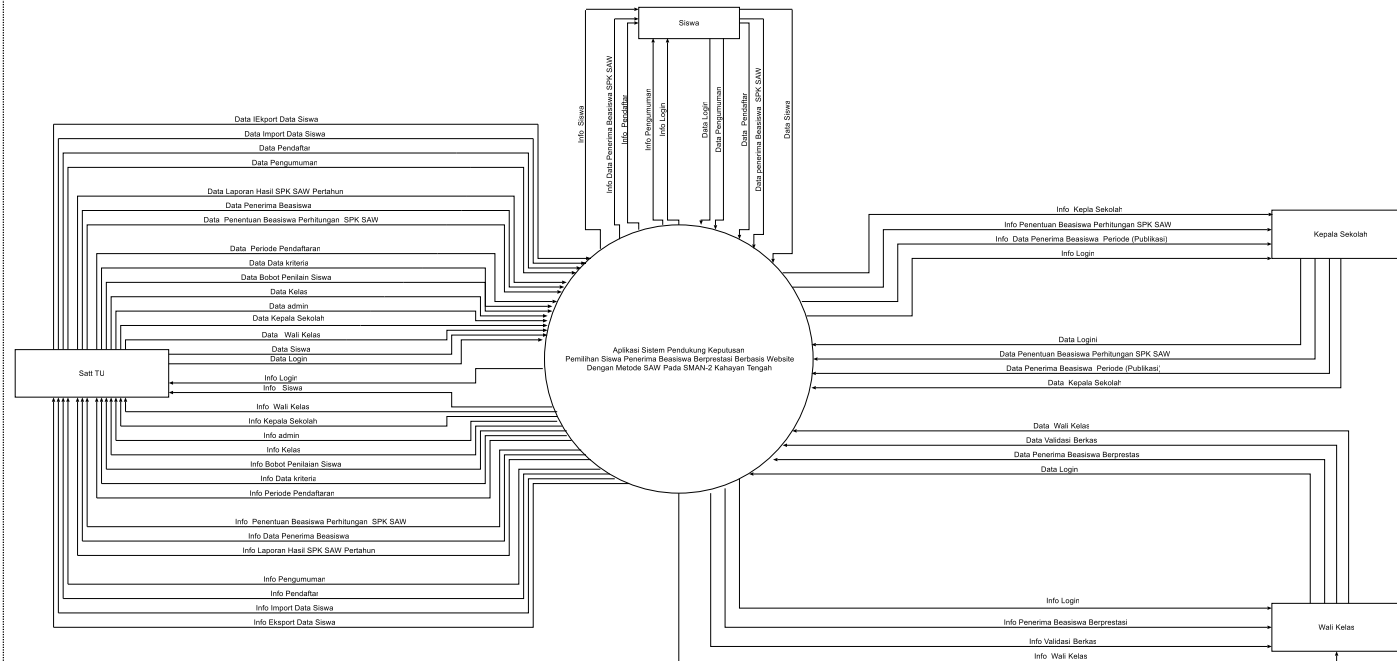 Siswa
Info Siswa
Info Data Penerima Beasiswa SPK SAW
Info Pendaftar
Info Pengumuman
Info Login
Data Login
Data Pengumuman
Data Pendaftar
Data penerima Beasiswa SPK SAW
Data Siswa
Data IEkport Data Siswa
Data Import Data Siswa
Data Pendaftar
Data Pengumuman
Data Laporan Hasil SPK SAW Pertahun
Data Penerima Beasiswa
Data Penentuan Beasiswa Perhitungan SPK SAW
Data Periode Pendaftaran
Data Data kriteria
Data Bobot Penilain Siswa
Data Kelas
Data admin
Data Kepala Sekolah
Data Wali Kelas
Data Siswa
Data Login
Satt TU
Info Login
Info Siswa
Info Wali Kelas
Info Kepala Sekolah
Info admin
Info Kelas
Info Bobot Penilaian Siswa
Info Data kriteria
Info Periode Pendaftaran
Info Penentuan Beasiswa Perhitungan SPK SAW
Info Data Penerima Beasiswa
Info Laporan Hasil SPK SAW Pertahun
Info Pengumuman
Info Pendaftar
Info Import Data Siswa
Info Eksport Data Siswa
Aplikasi Sistem Pendukung Keputusan
Pemilihan Siswa Penerima Beasiswa Berprestasi Berbasis Website
Dengan Metode SAW Pada SMAN-2 Kahayan Tengah
Info Kepla Sekolah
Info Penentuan Beasiswa Perhitungan SPK SAW
Info Data Penerima Beasiswa Periode (Publikasi)
Info Login
Kepala Sekolah
Data Logini
Data Penentuan Beasiswa Perhitungan SPK SAW
Data Penerima Beasiswa Periode (Publikasi)
Data Kepala Sekolah
Data Wali Kelas
Data Validasi Berkas
Data Penerima Beasiswa Berprestas
Data Login
Info Login
Info Penerima Beasiswa Berprestasi
Info Validasi Berkas
Info Wali Kelas
Wali Kelas